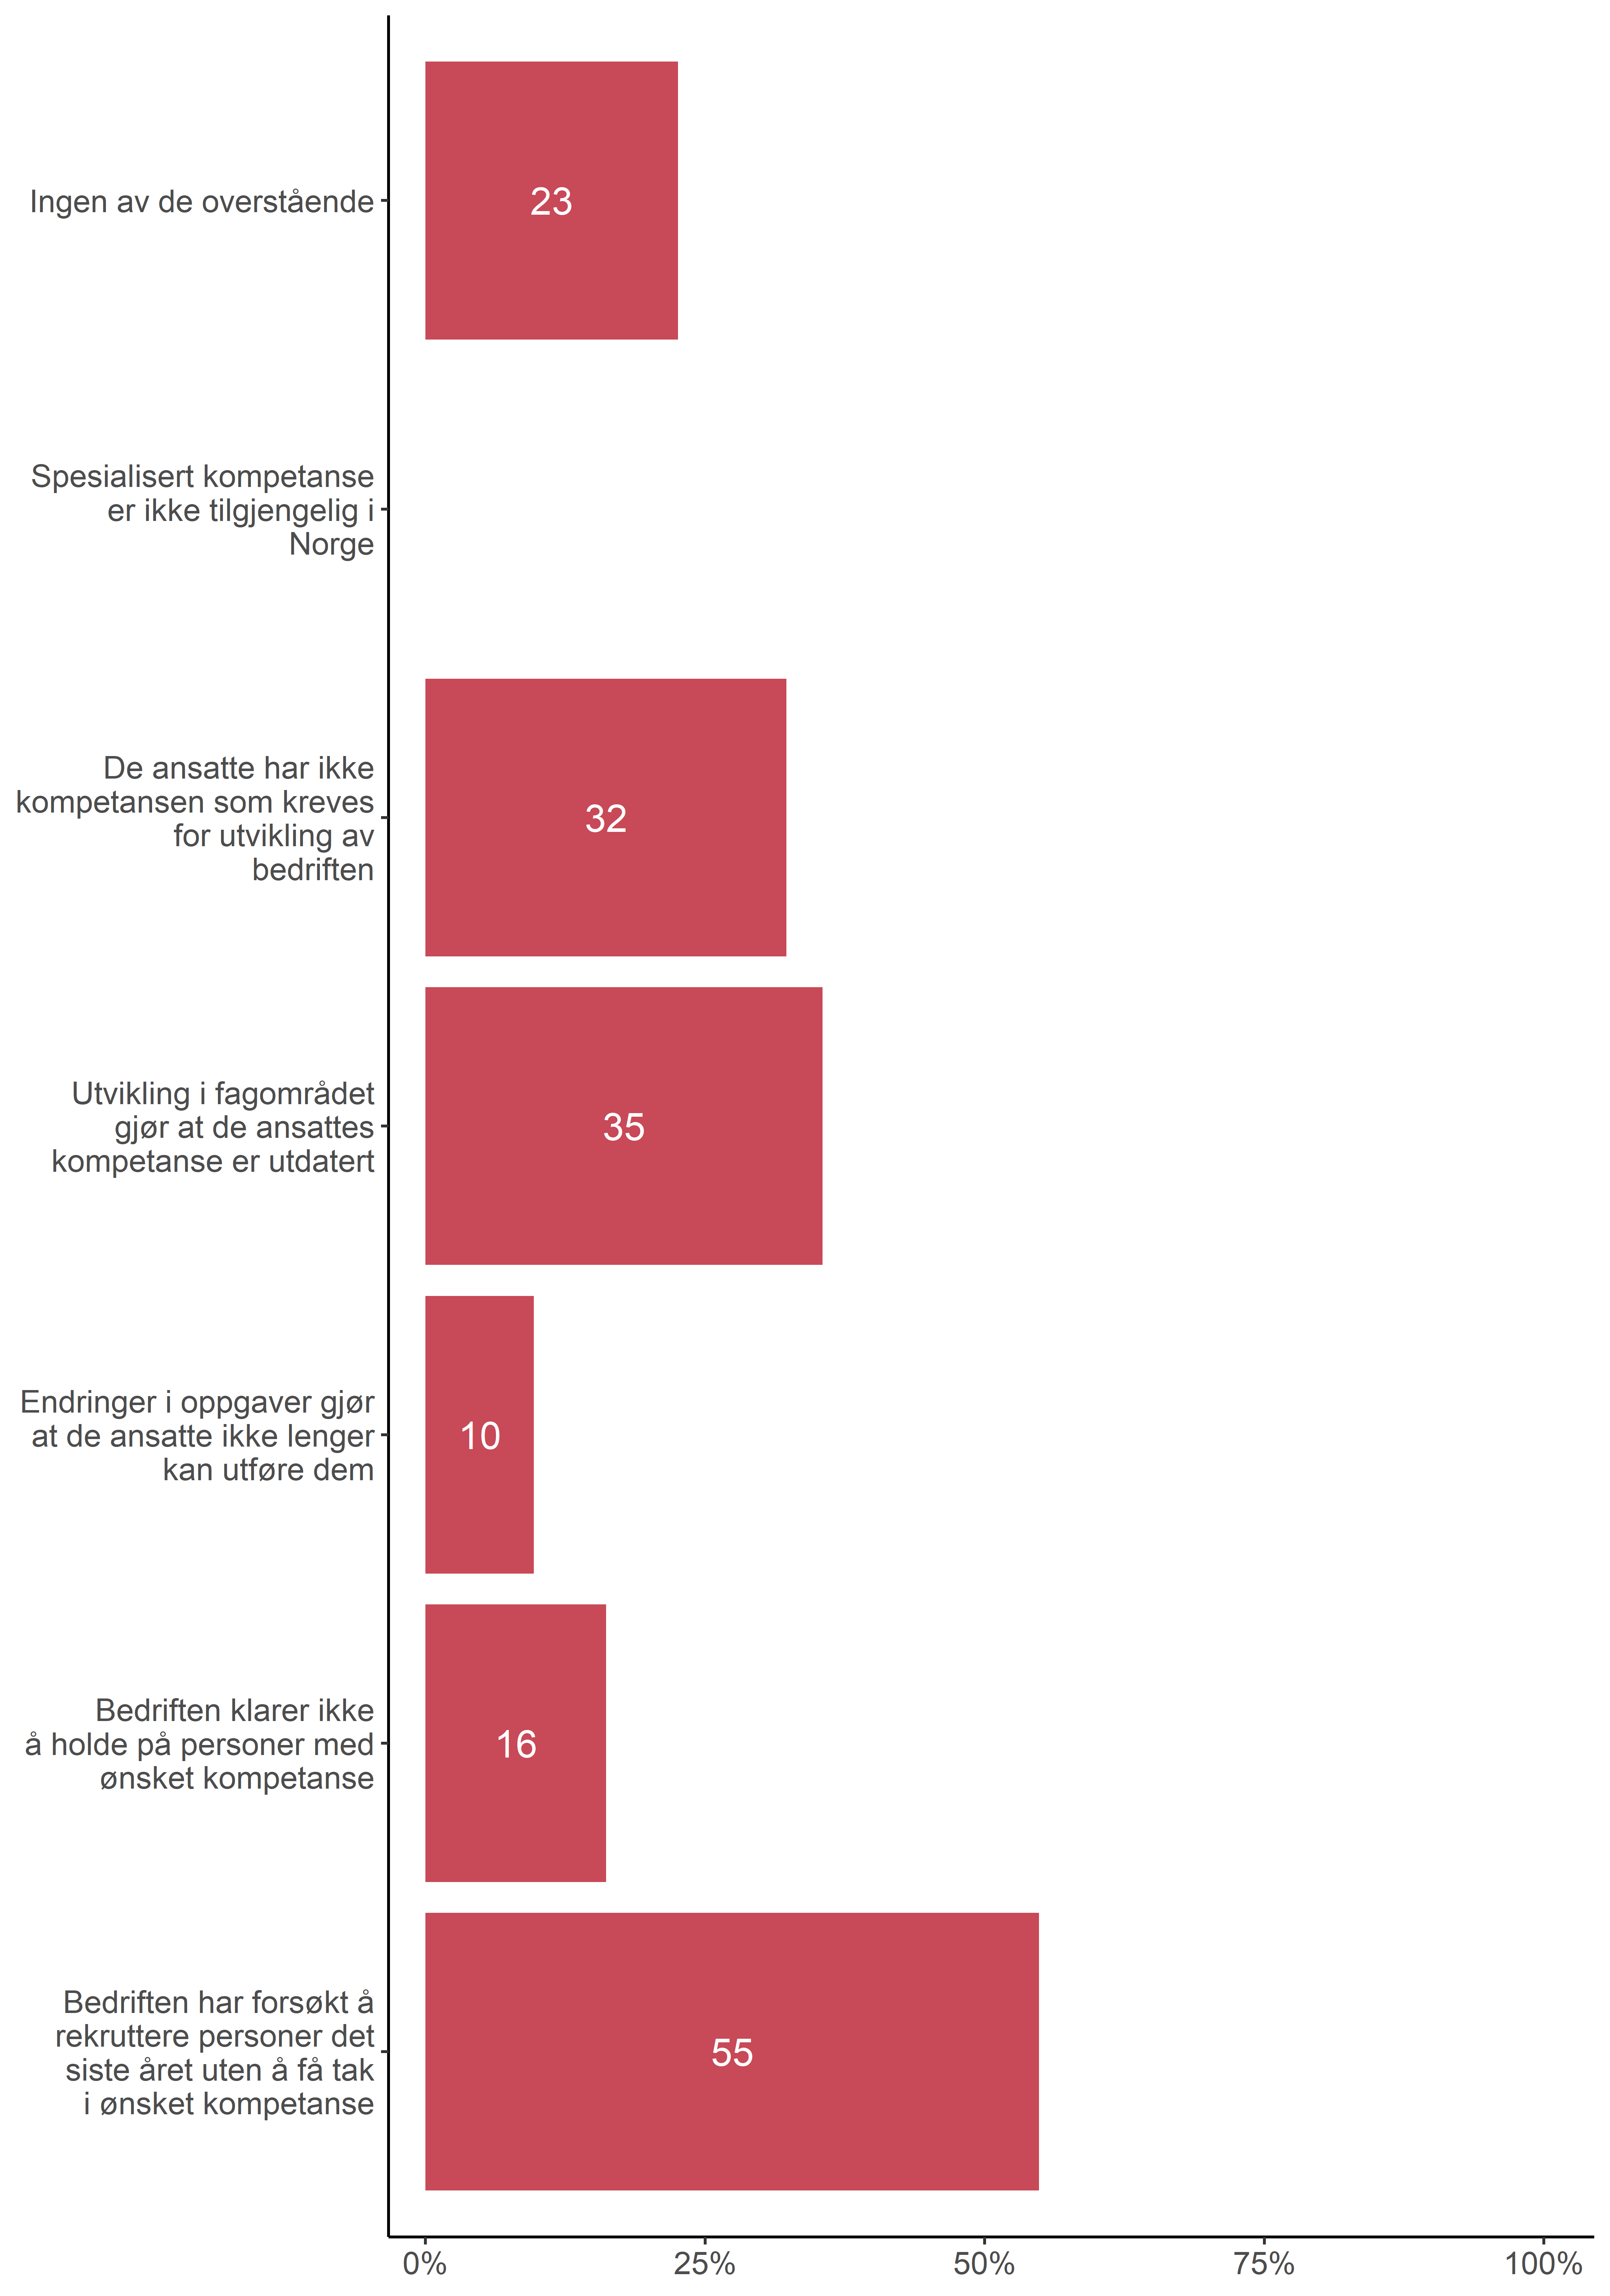 Ingen av de overstående
23
Spesialisert kompetanse
er ikke tilgjengelig i
Norge
De ansatte har ikke
kompetansen som kreves
for utvikling av
bedriften
32
Utvikling i fagområdet
gjør at de ansattes
kompetanse er utdatert
35
Endringer i oppgaver gjør
at de ansatte ikke lenger
kan utføre dem
10
Bedriften klarer ikke
å holde på personer med
ønsket kompetanse
16
Bedriften har forsøkt å
rekruttere personer det
siste året uten å få tak
i ønsket kompetanse
55
0% 25% 50% 75% 100%